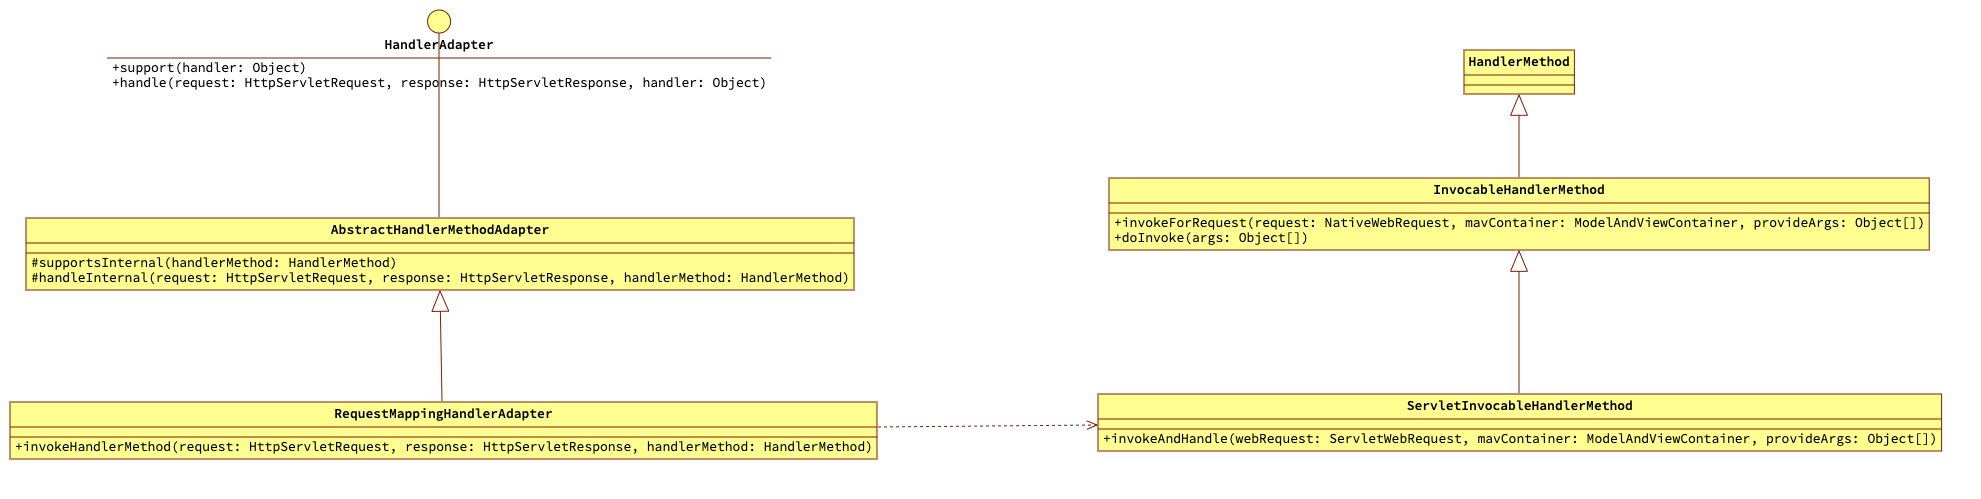 HandlerAdapter
+support(handler: Object)
+handle(request: HttpServletRequest, response: HttpServletResponse, handler: Object)
HandlerMethod
InvocableHandlerMethod
+invokeForRequest(request: NativeWebRequest, mavContainer: ModelAndViewContainer, provideArgs: Object[])
+doInvoke(args: Object[])
AbstractHandlerMethodAdapter
#supportsInternal(handlerMethod: HandlerMethod)
#handleInternal(request: HttpServletRequest, response: HttpServletResponse, handlerMethod: HandlerMethod)
RequestMappingHandlerAdapter
+invokeHandlerMethod(request: HttpServletRequest, response: HttpServletResponse, handlerMethod: HandlerMethod)
ServletInvocableHandlerMethod
+invokeAndHandle(webRequest: ServletWebRequest, mavContainer: ModelAndViewContainer, provideArgs: Object[])